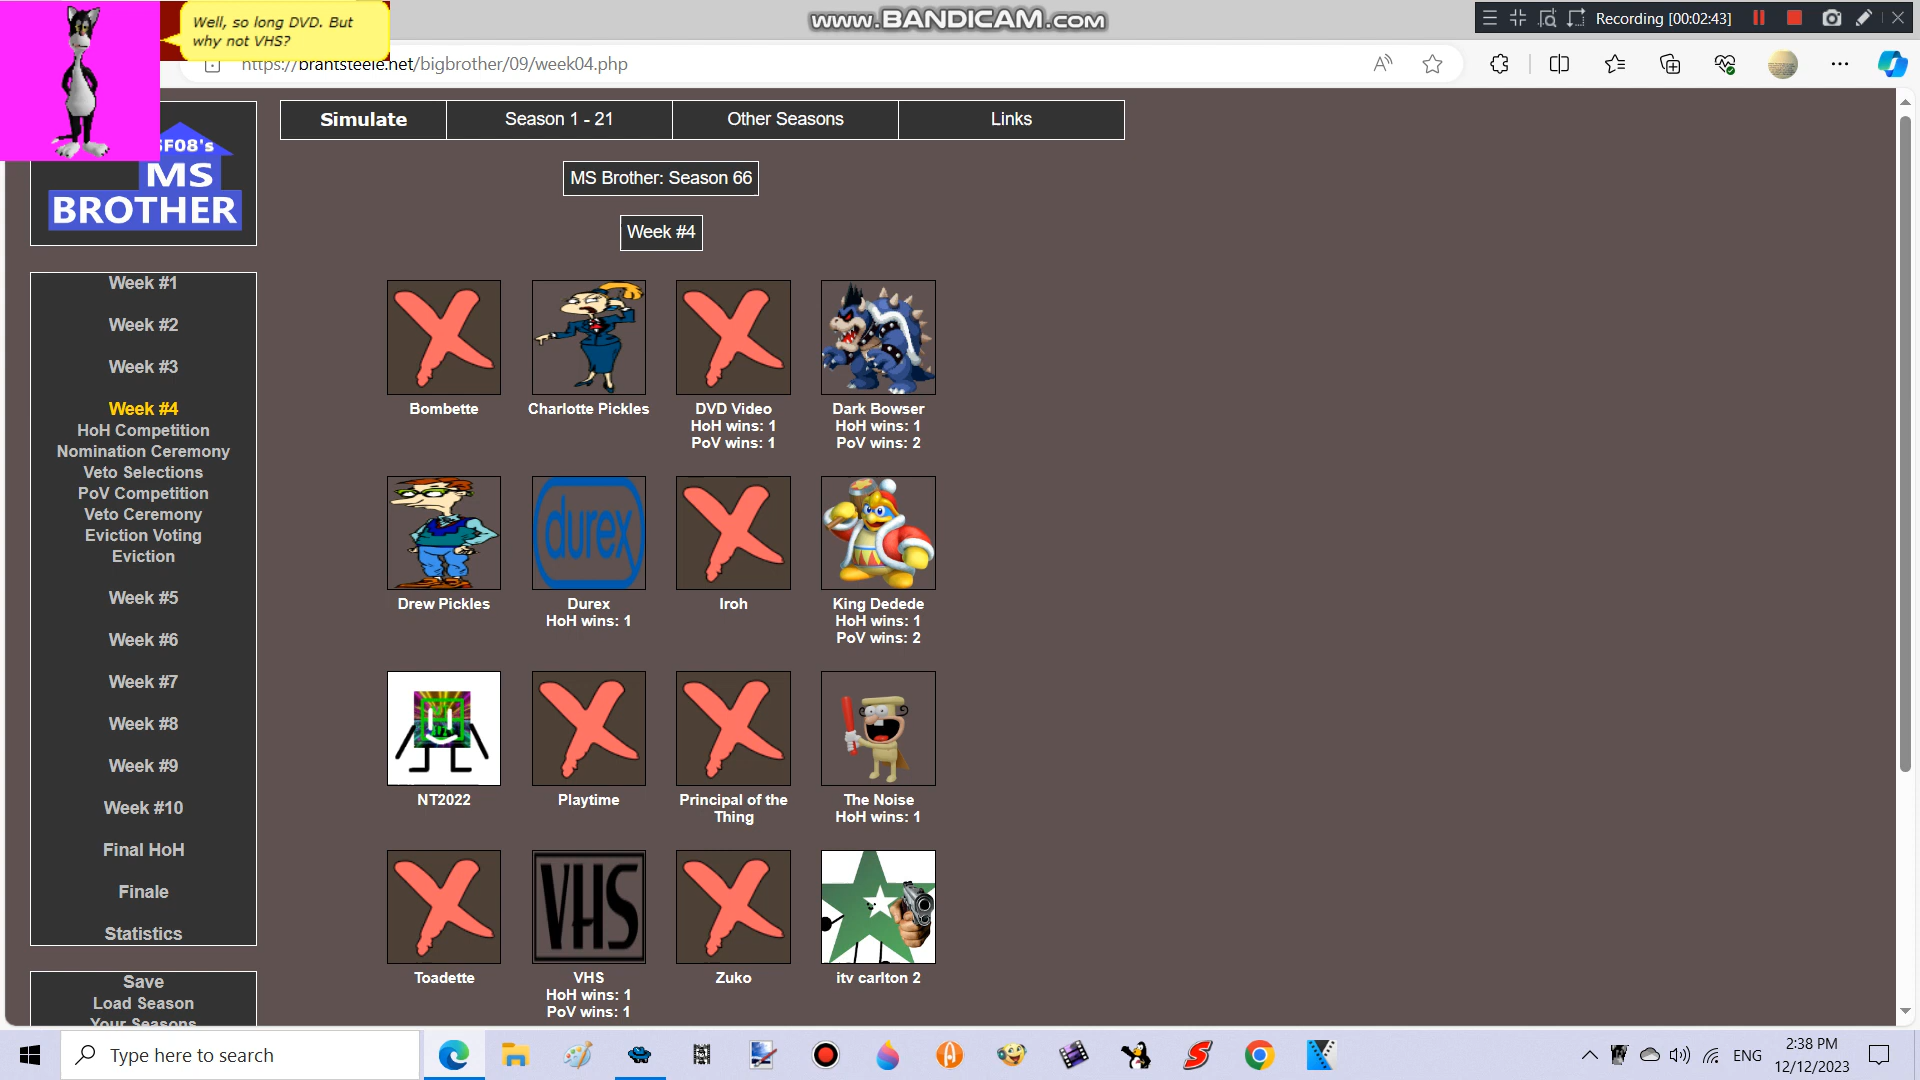 Well, so long DVD. But
why not VHS?
www.BANDICAM.com
Recording [00:02:43]
https://brantsteele.net/bigbrother/09/week04.php
SF08's
MS
BROTHER
Simulate
Season 1 - 21
Other Seasons
Links
MS Brother: Season 66
Week #4
Week #1
Week #2
Week #3
Week #4
HoH Competition
Nomination Ceremony
Veto Selections
PoV Competition
Veto Ceremony
Eviction Voting
Eviction
Week #5
Week #6
Week #7
Week #8
Week #9
Week #10
Final HoH
Finale
Statistics
Save
Load Season
Your Seasons
Bombette
Charlotte Pickles
DVD Video
HoH wins: 1
PoV wins: 1
Dark Bowser
HoH wins: 1
PoV wins: 2
Drew Pickles
durex
Durex
HoH wins: 1
Iroh
King Dedede
HoH wins: 1
PoV wins: 2
NT2022
Playtime
Principal of the
Thing
The Noise
HoH wins: 1
Toadette
VHS
VHS
HoH wins: 1
PoV wins: 1
Zuko
itv carlton 2
Type here to search
ENG
2:38 PM
12/12/2023